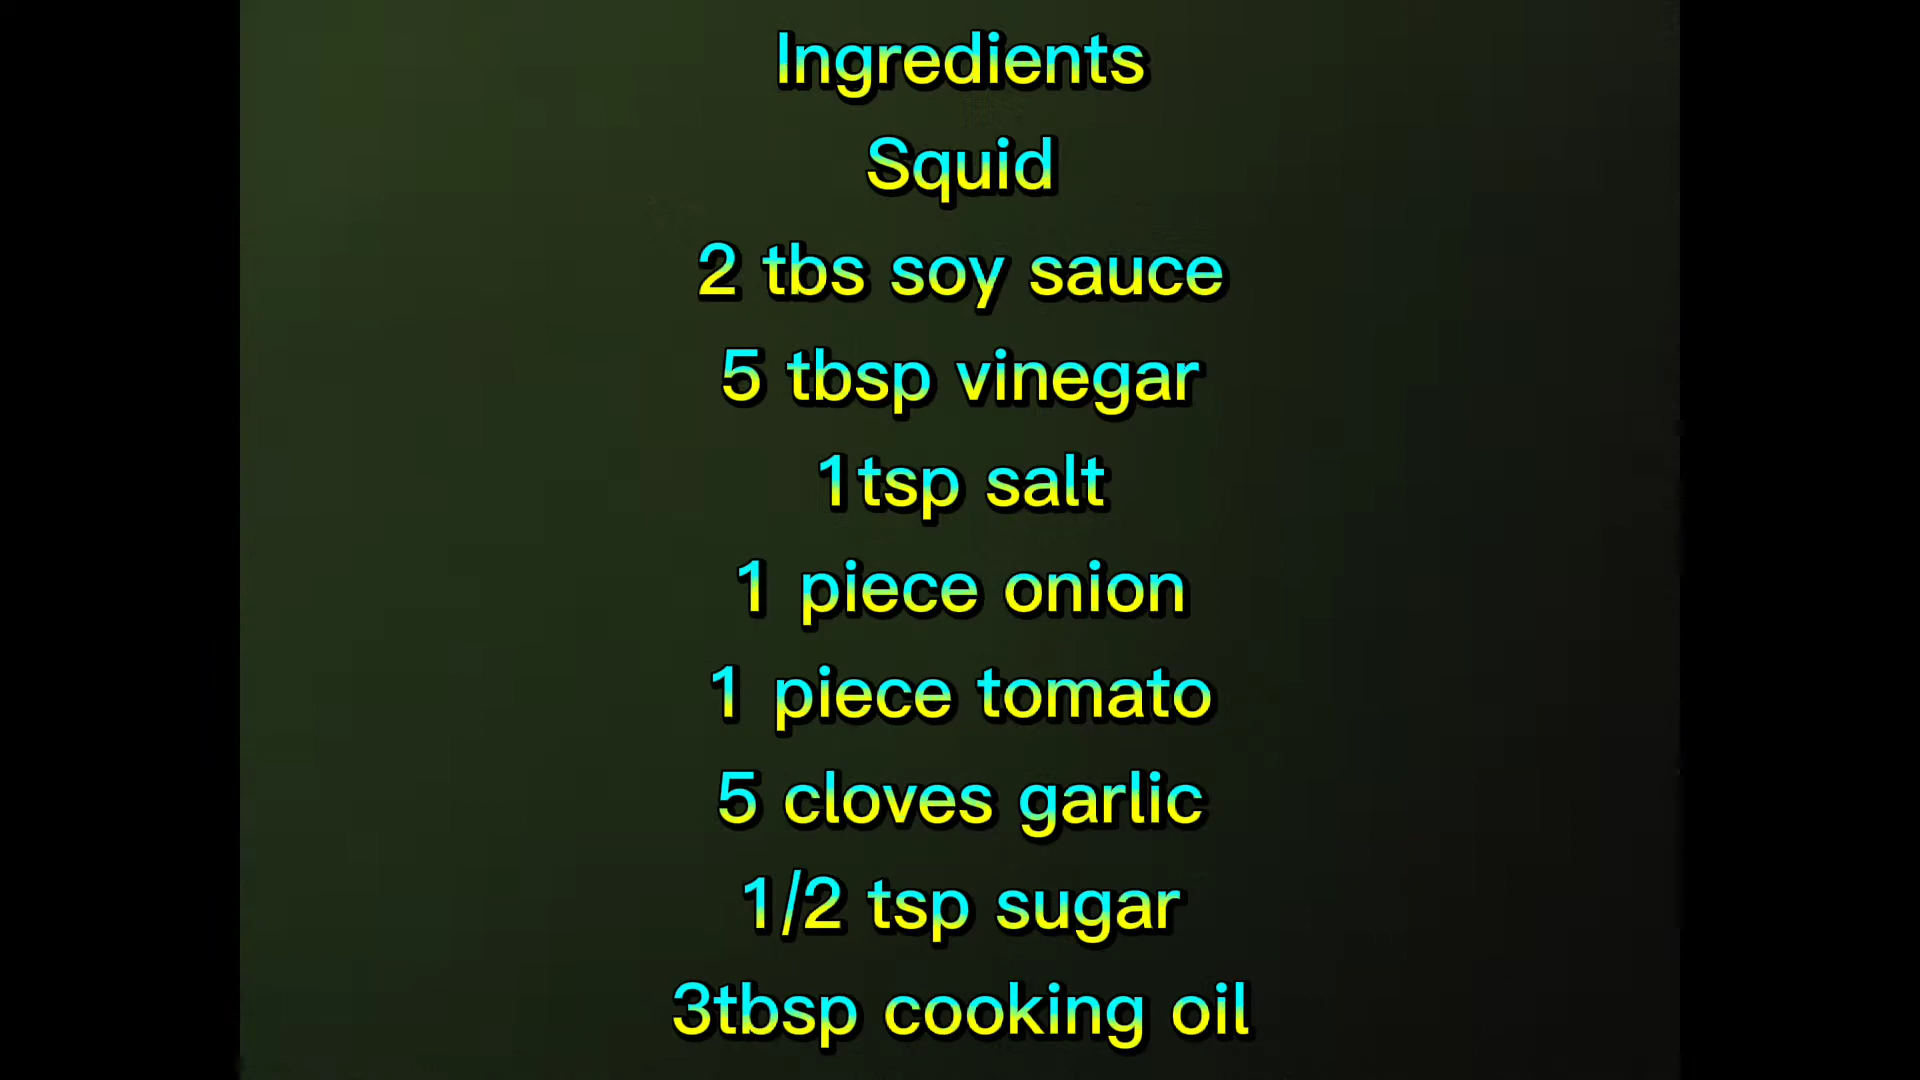 Ingredients
Squid
2 tbs soy sauce
5 tbsp vinegar
1tsp salt
1 piece onion
1 piece tomato
5 cloves garlic
1/2 tsp sugar
3tbsp cooking oil